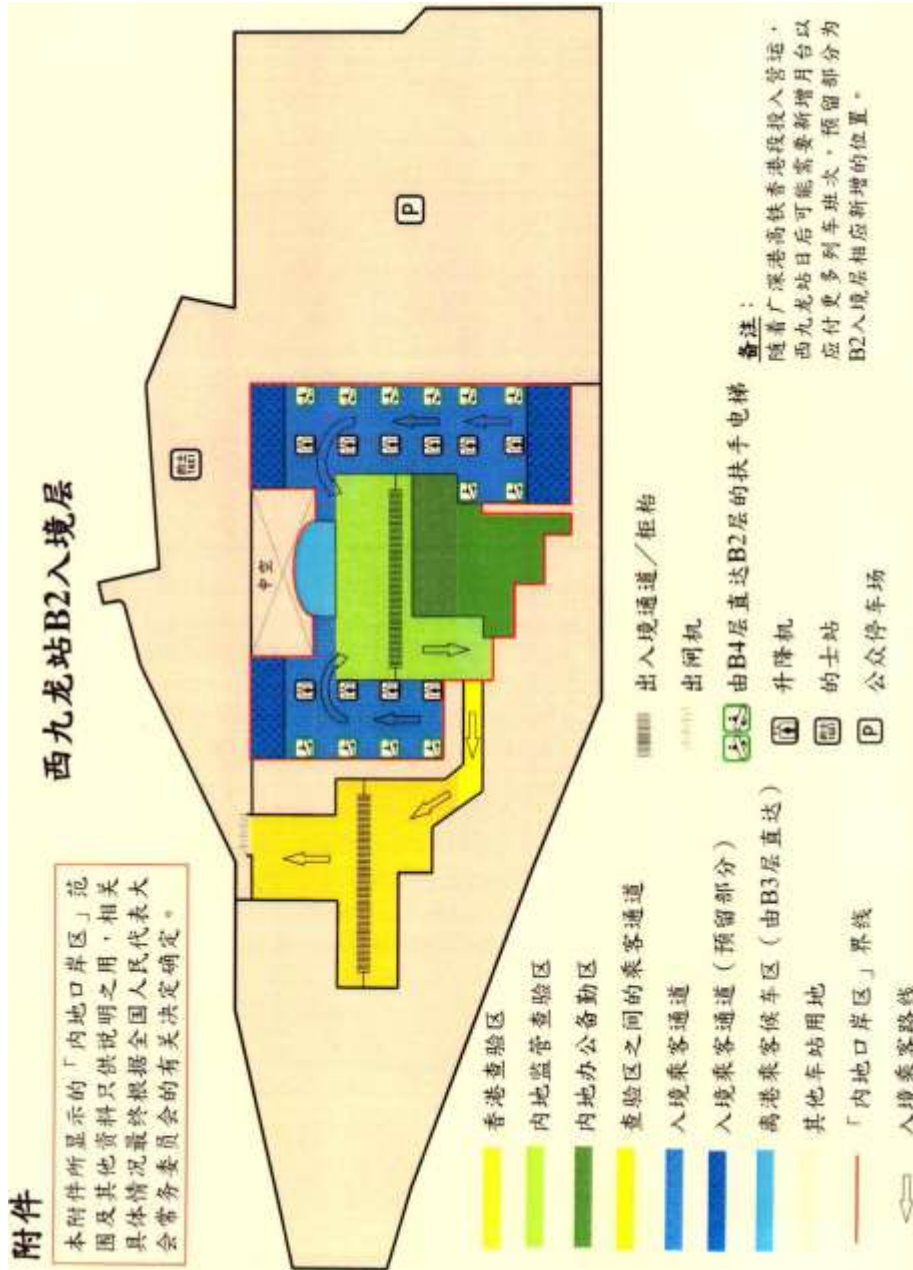 附件
本附件所显示的「内地口岸区」范
围及其他资料只供说明之用，相关
具体情况最终根据全国人民代表大
会常务委员会的有关决定确定。
西九龙站B2入境层
中空
的士
TAXI
P
香港查验区
内地监管查验区
内地办公备勤区
查验区之间的乘客通道
入境乘客通道
入境乘客通道（预留部分）
离港乘客候车区（由B3层直达）
其他车站用地
「内地口岸区」界线
入境乘客路线
出入境通道／柜枱
出闸机
由B4层直达B2层的扶手电梯
升降机
的士站
P
公众停车场
备注：
随着广深港高铁香港段投入营运，
西九龙站日后可能需要新增月台以
应付更多列车班次，预留部分为
B2入境层相应新增的位置。